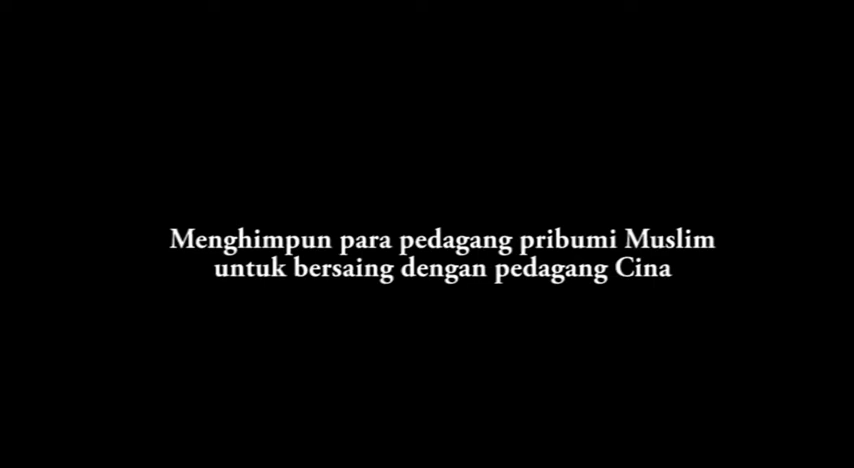 Menghimpun para pedagang pribumi Muslim
untuk bersaing dengan pedagang Cina